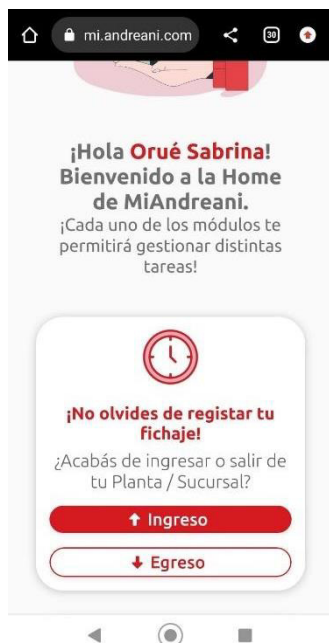 mi.andreani.com
30
¡Hola Orué Sabrina!
Bienvenido a la Home
de MiAndreani.
¡Cada uno de los módulos te
permitirá gestionar distintas
tareas!
¡No olvides de registar tu
fichaje!
¿Acabás de ingresar o salir de
tu Planta / Sucursal?
Ingreso
Egreso